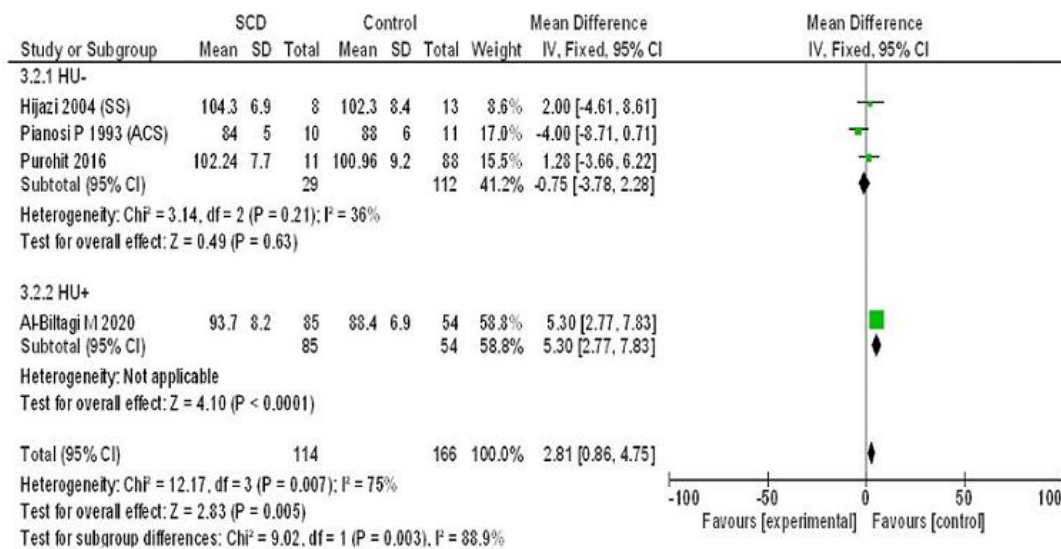 SCD Control Mean Difference Mean Difference
Study or Subgroup Mean SD Total Mean SD Total Weight IV, Fixed, 95% CI IV, Fixed, 95% CI
3.2.1 HU-
Hijazi 2004 (SS) 104.3 6.9 8 102.3 8.4 13 8.6% 2.00 [-4.61, 8.61]
Pianosi P 1993 (ACS) 84 5 10 88 6 11 17.0% -4.00 [-8.71, 0.71]
Purohit 2016 102.24 7.7 11 100.96 9.2 88 15.5% 1.28 [-3.66, 6.22]
Subtotal (95% CI) 29 112 41.2% -0.75 [-3.78, 2.28]
Heterogeneity: Chi² = 3.14, df = 2 (P = 0.21); I² = 36%
Test for overall effect: Z = 0.49 (P = 0.63)
3.2.2 HU+
Al-Biltagi M 2020 93.7 8.2 85 88.4 6.9 54 58.8% 5.30 [2.77, 7.83]
Subtotal (95% CI) 85 54 58.8% 5.30 [2.77, 7.83]
Heterogeneity: Not applicable
Test for overall effect: Z = 4.10 (P < 0.0001)
Total (95% CI) 114 166 100.0% 2.81 [0.86, 4.75]
Heterogeneity: Chi² = 12.17, df = 3 (P = 0.007); I² = 75%
Test for overall effect: Z = 2.83 (P = 0.005)
Test for subgroup differences: Chi² = 9.02, df = 1 (P = 0.003), I² = 88.9%
-100 -50 0 50 100
Favours [experimental] Favours [control]